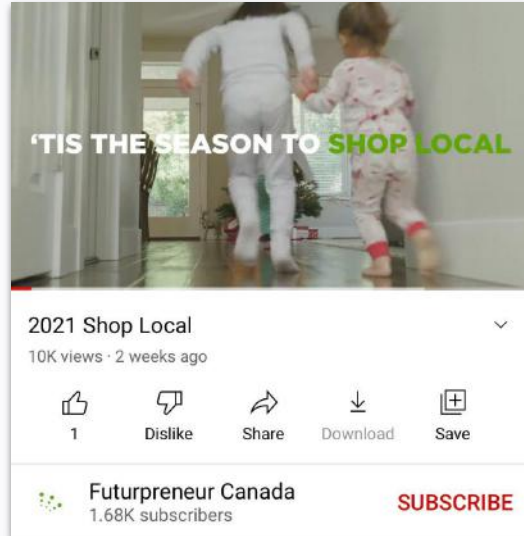 ‘TIS THE SEASON TO SHOP LOCAL
2021 Shop Local
10K views · 2 weeks ago
1 Dislike Share Download Save
Futurpreneur Canada
SUBSCRIBE
1.68K subscribers